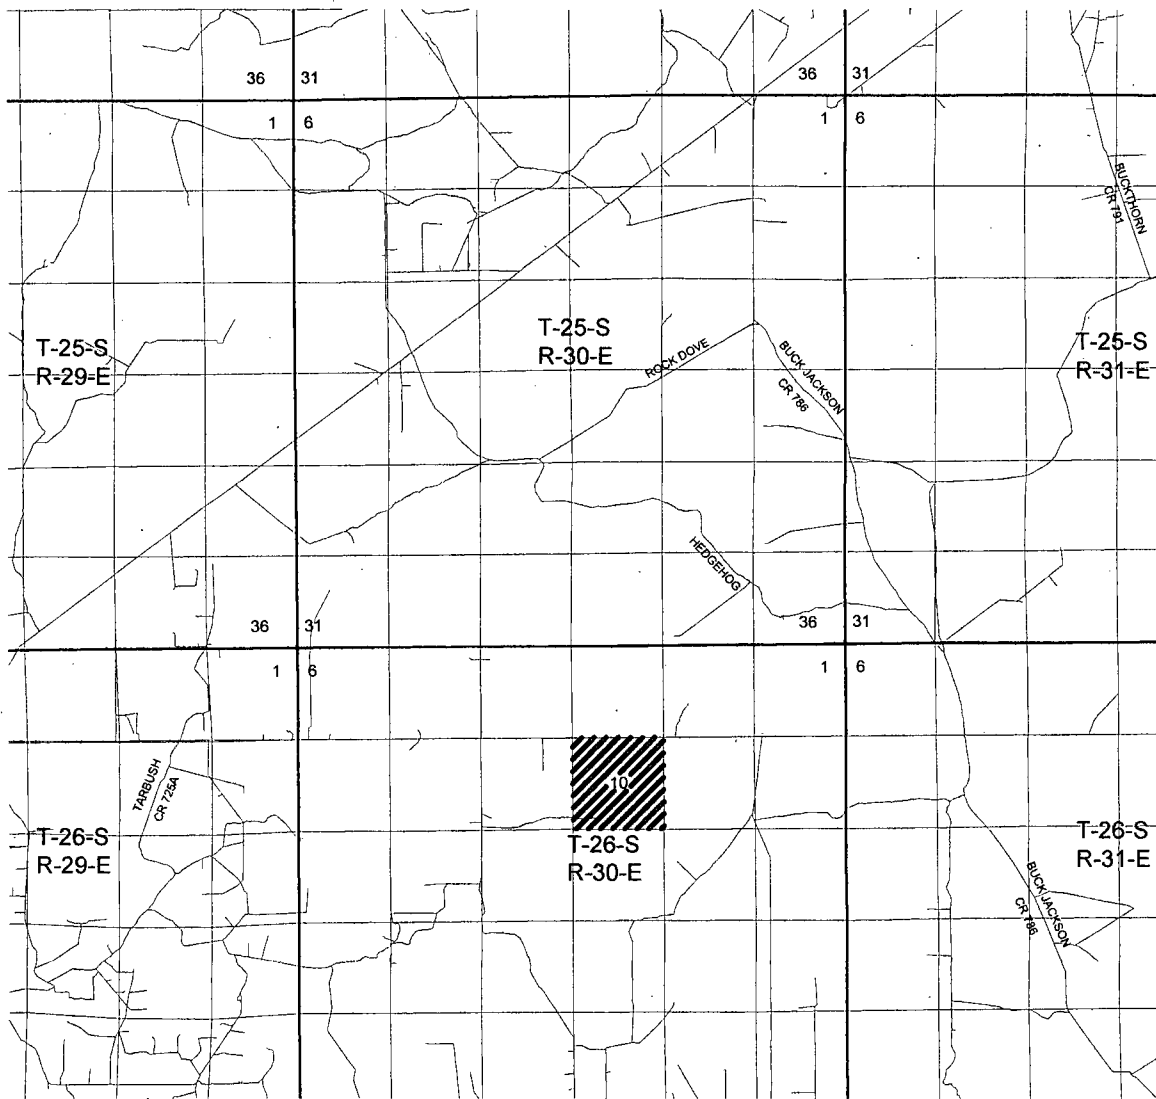 36 31
36 31
1 6
1 6
BUCKTHORN
CR 791
T-25-S
R-29-E
T-25-S
R-30-E
T-25-S
R-31-E
ROCK DOVE
BUCK JACKSON
CR 786
HEDGEHOG
36 31
36 31
1 6
1 6
TARBUSH
CR 725A
10
T-26-S
R-29-E
T-26-S
R-30-E
T-26-S
R-31-E
BUCK JACKSON
CR 786